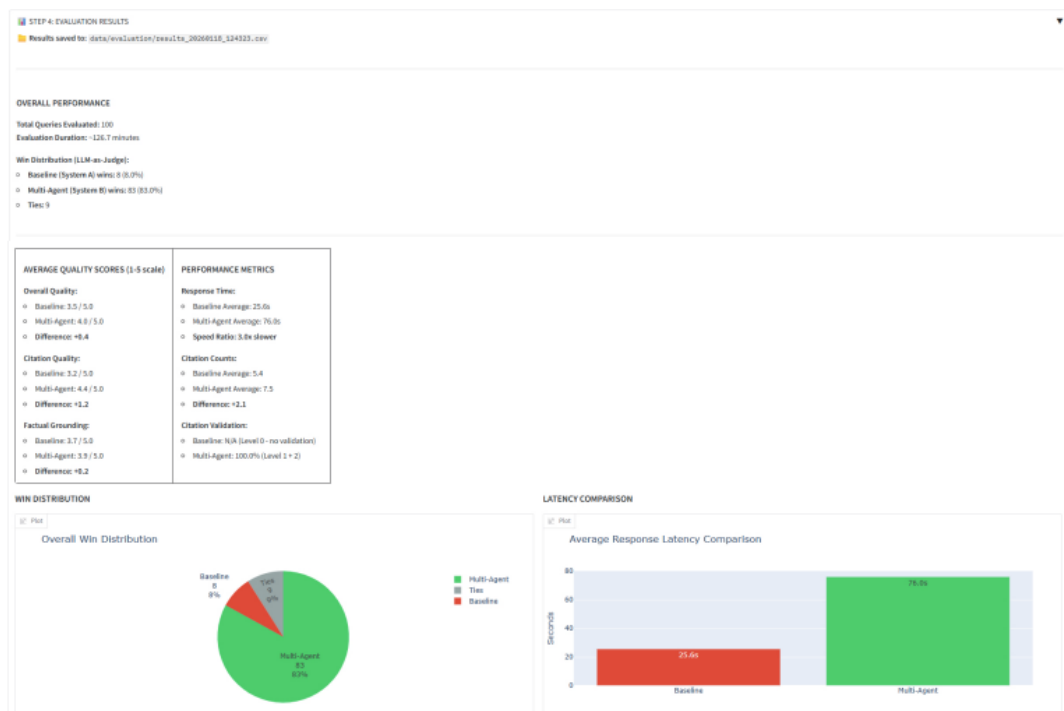 STEP 4: EVALUATION RESULTS
Results saved to: data/evaluation/results_20260118_124323.csv
OVERALL PERFORMANCE
Total Queries Evaluated: 100
Evaluation Duration: ~126.7 minutes
Win Distribution (LLM-as-Judge):
Baseline (System A) wins: 8 (8.0%)
Multi-Agent (System B) wins: 83 (83.0%)
Ties: 9
AVERAGE QUALITY SCORES (1-5 scale)
Overall Quality:
Baseline: 3.5 / 5.0
Multi-Agent: 4.0 / 5.0
Difference: +0.4
Citation Quality:
Baseline: 3.2 / 5.0
Multi-Agent: 4.4 / 5.0
Difference: +1.2
Factual Grounding:
Baseline: 3.7 / 5.0
Multi-Agent: 3.9 / 5.0
Difference: +0.2
PERFORMANCE METRICS
Response Time:
Baseline Average: 25.6s
Multi-Agent Average: 76.0s
Speed Ratio: 3.0x slower
Citation Counts:
Baseline Average: 5.4
Multi-Agent Average: 7.5
Difference: +2.1
Citation Validation:
Baseline: N/A (Level 0 - no validation)
Multi-Agent: 100.0% (Level 1 + 2)
WIN DISTRIBUTION
Plot
Overall Win Distribution
Baseline
8
8%
Ties
9
9%
Multi-Agent
83
83%
Multi-Agent
Ties
Baseline
LATENCY COMPARISON
Plot
Average Response Latency Comparison
Seconds
80
60
40
20
0
25.6s
76.0s
Baseline
Multi-Agent